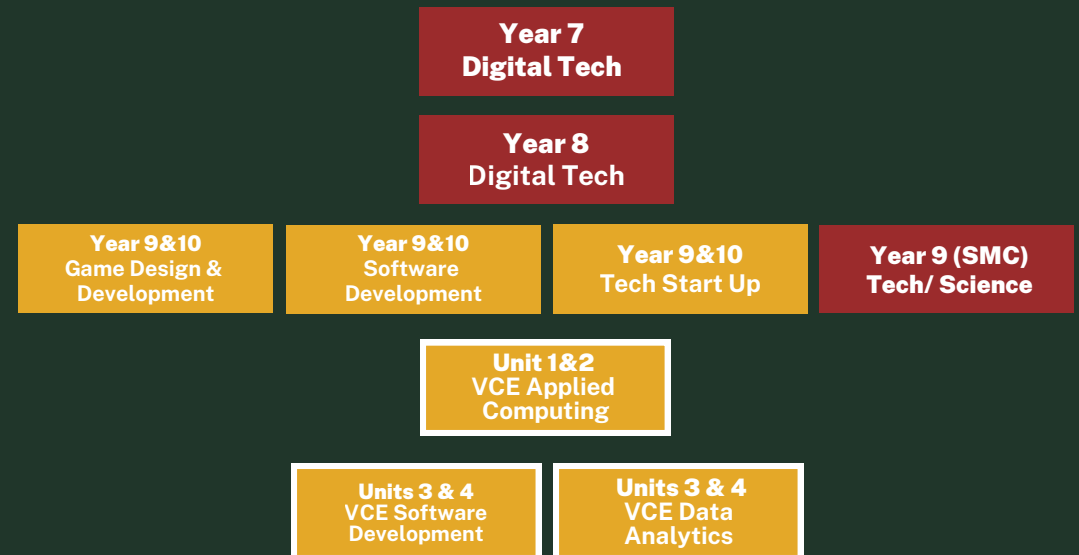 Year 7
Digital Tech
Year 8
Digital Tech
Year 9&10
Game Design &
Development
Year 9&10
Software
Development
Year 9&10
Tech Start Up
Year 9 (SMC)
Tech/ Science
Unit 1&2
VCE Applied
Computing
Units 3 & 4
VCE Software
Development
Units 3 & 4
VCE Data
Analytics